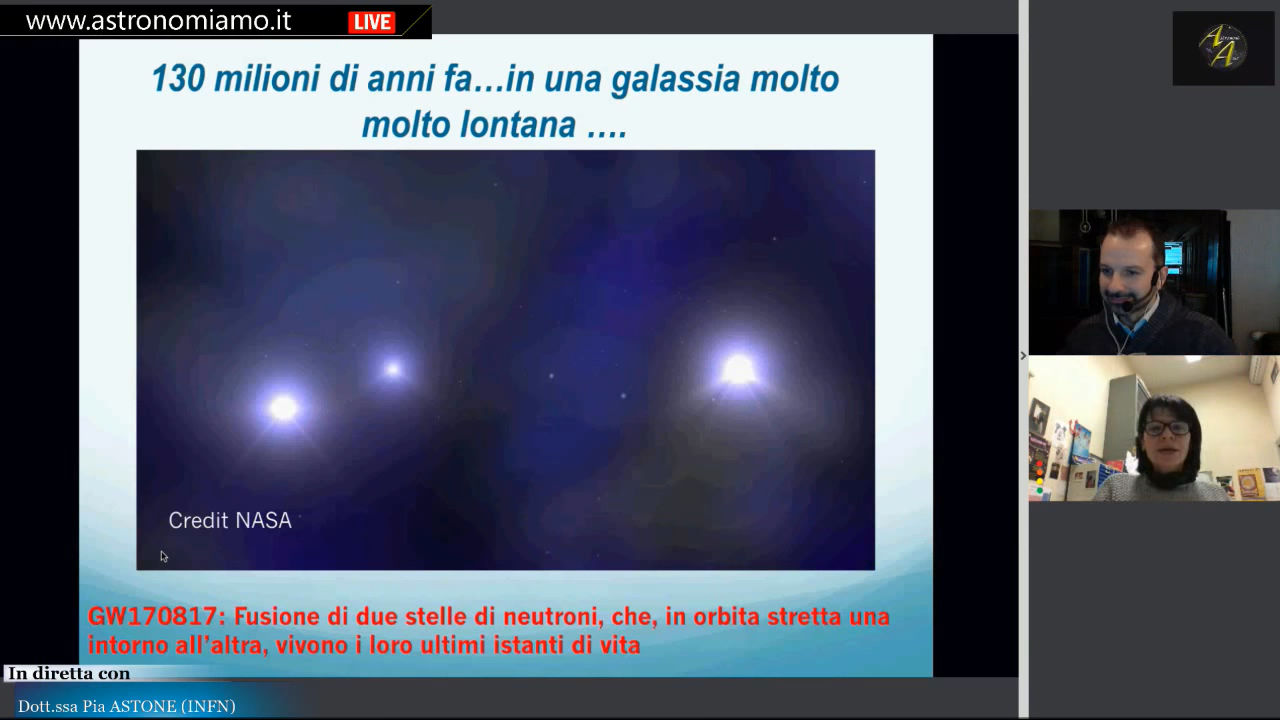 www.astronomiamo.it LIVE
130 milioni di anni fa...in una galassia molto
molto lontana ....
Credit NASA
GW170817: Fusione di due stelle di neutroni, che, in orbita stretta una
intorno all'altra, vivono i loro ultimi istanti di vita
In diretta con
Dott.ssa Pia ASTONE (INFN)